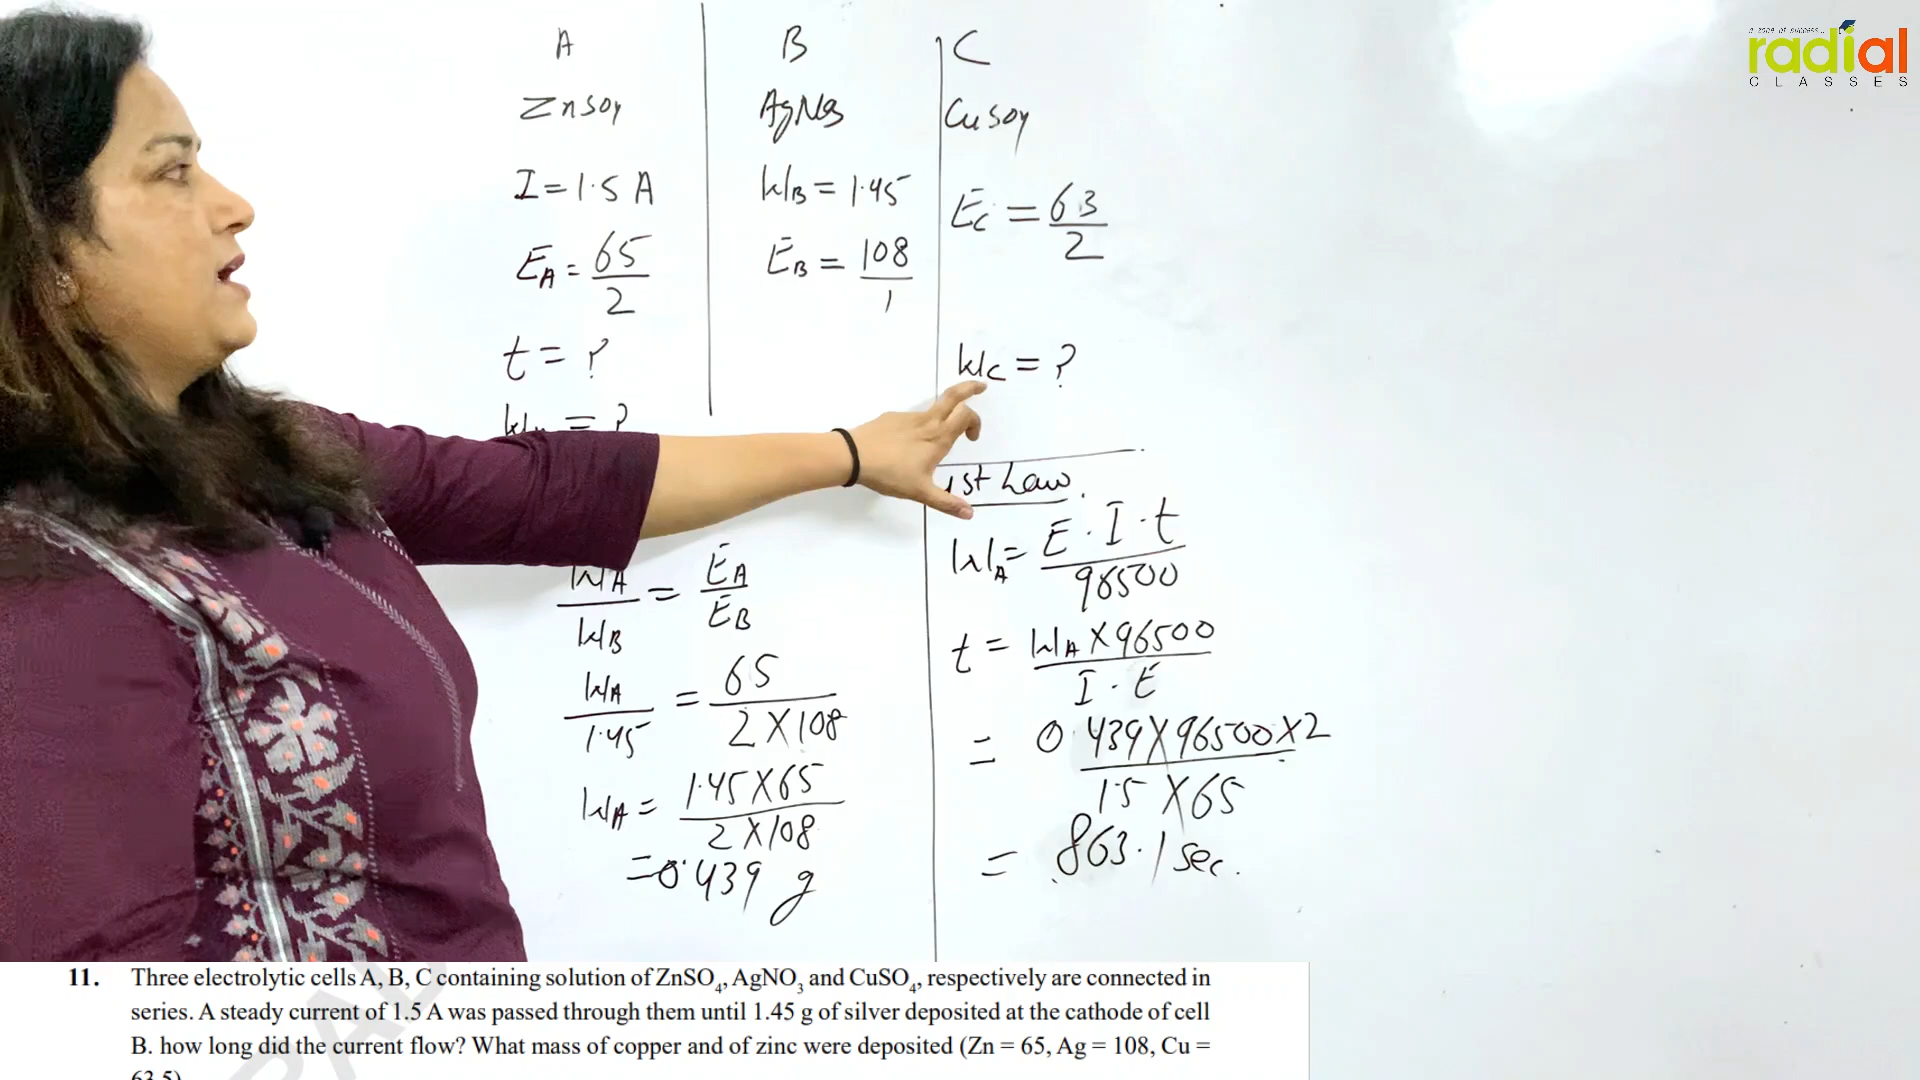 A ZONE OF SUCCESS...
radial
CLASSES
A
ZnSO4
I = 1.5 A
EA = 65/2
t = ?
= ?
B
AgNO3
WB = 1.45
EB = 108/1
C
CuSO4
EC = 63/2
WC = ?
WA/WB = EA/EB
WA/1.45 = 65/2 X 108
WA = 1.45 X 65/2 X 108
= 0.439 g
1st Law
WA = E . I . t/96500
t = WA X 96500/I . E
= 0.439 X 96500 X 2/1.5 X 65
= 863.1 sec.
11. Three electrolytic cells A, B, C containing solution of ZnSO4, AgNO3 and CuSO4, respectively are connected in
series. A steady current of 1.5 A was passed through them until 1.45 g of silver deposited at the cathode of cell
B. how long did the current flow? What mass of copper and of zinc were deposited (Zn = 65, Ag = 108, Cu =
63.5)